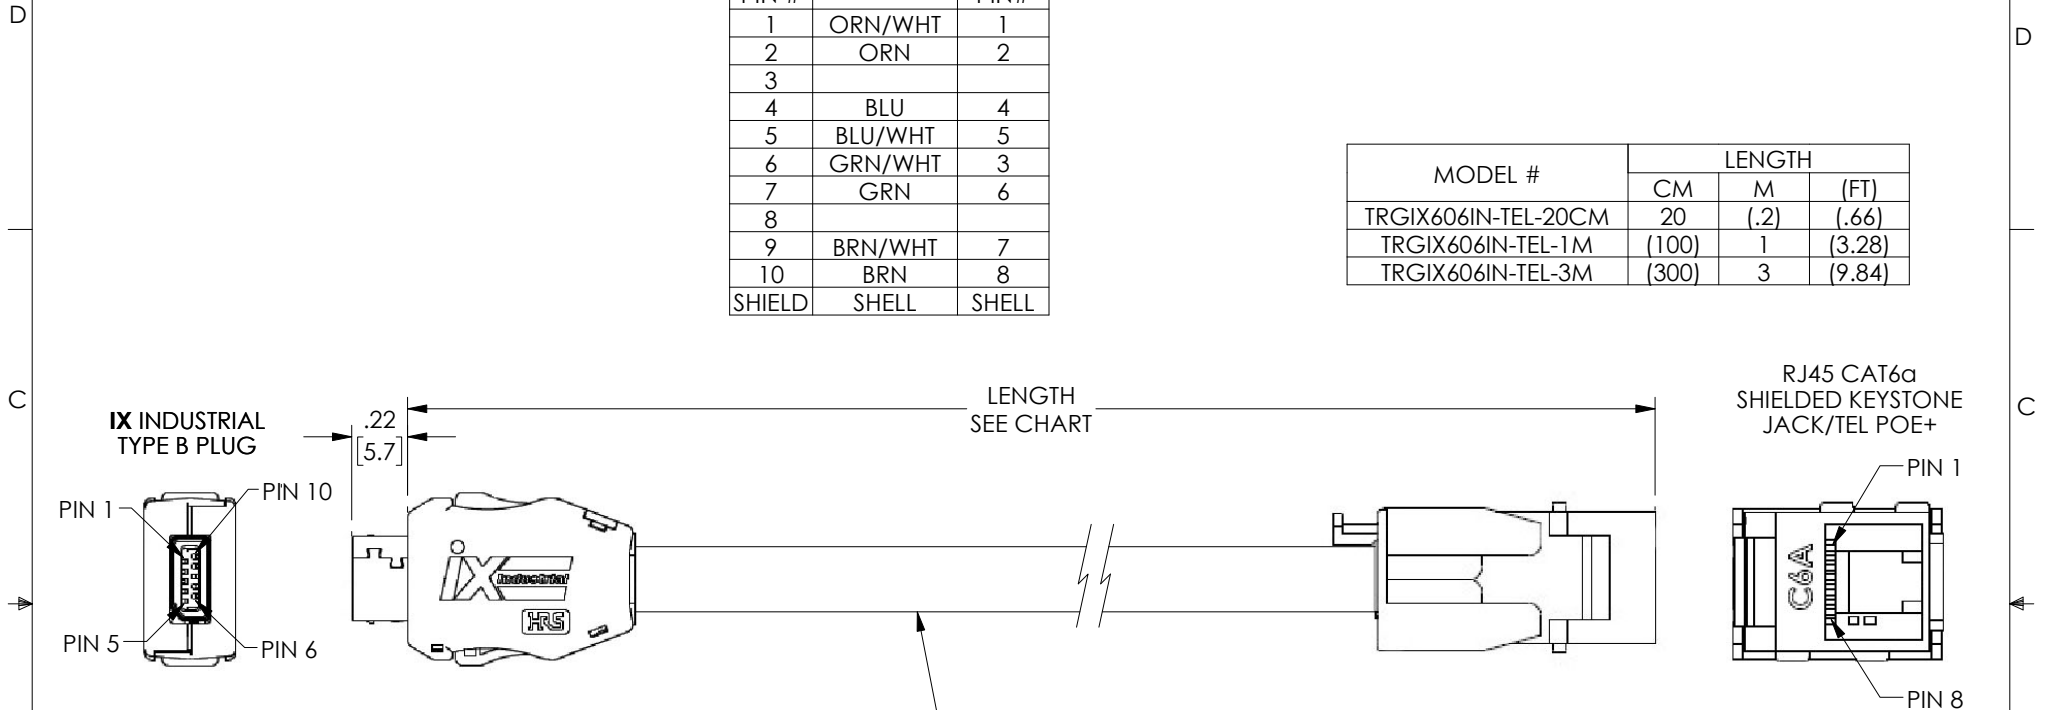 D
D
PIN # PIN#
1 ORN/WHT 1
2 ORN 2
3
4 BLU 4
5 BLU/WHT 5
6 GRN/WHT 3
7 GRN 6
8
9 BRN/WHT 7
10 BRN 8
SHIELD SHELL SHELL
MODEL # LENGTH
CM M (FT)
TRGIX606IN-TEL-20CM 20 (.2) (.66)
TRGIX606IN-TEL-1M (100) 1 (3.28)
TRGIX606IN-TEL-3M (300) 3 (9.84)
C
C
IX INDUSTRIAL
TYPE B PLUG
PIN 1
PIN 10
PIN 5
PIN 6
.22
[5.7]
LENGTH
SEE CHART
iX Industrial
HRS
RJ45 CAT6a
SHIELDED KEYSTONE
JACK/TEL POE+
PIN 1
C6A
PIN 8